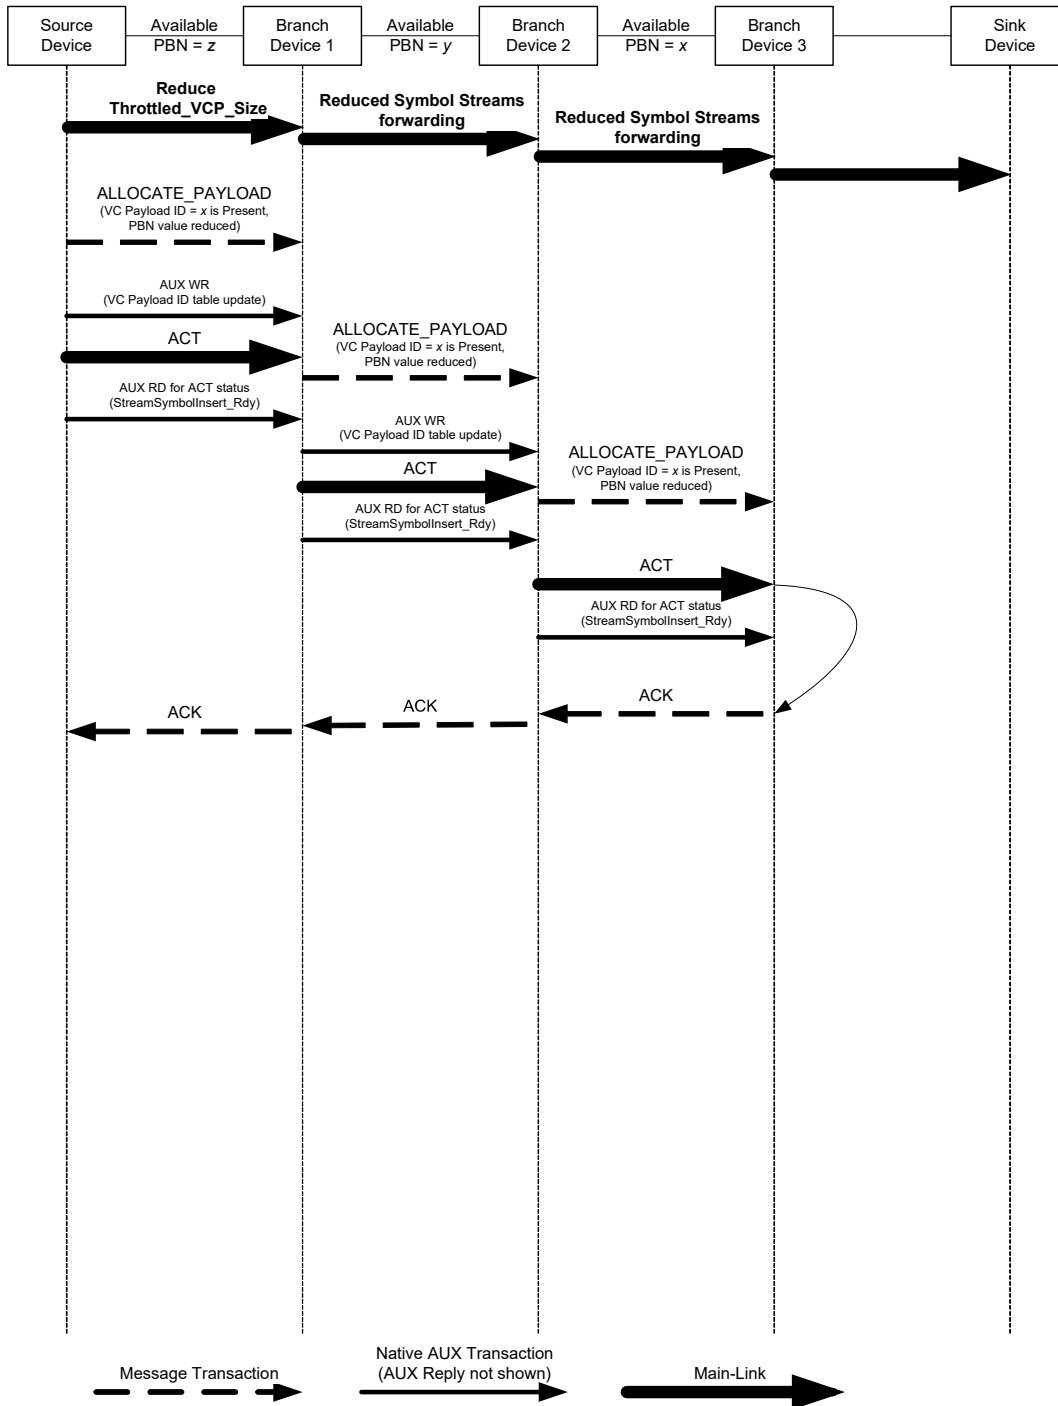 Source
Device
Available
PBN = z
Branch
Device 1
Available
PBN = y
Branch
Device 2
Available
PBN = x
Branch
Device 3
Sink
Device
Reduce
Throttled_VCP_Size
Reduced Symbol Streams
forwarding
Reduced Symbol Streams
forwarding
ALLOCATE_PAYLOAD
(VC Payload ID = x is Present,
PBN value reduced)
AUX WR
(VC Payload ID table update)
ACT
ALLOCATE_PAYLOAD
(VC Payload ID = x is Present,
PBN value reduced)
AUX RD for ACT status
(StreamSymbolInsert_Rdy)
AUX WR
(VC Payload ID table update)
ACT
ALLOCATE_PAYLOAD
(VC Payload ID = x is Present,
PBN value reduced)
AUX RD for ACT status
(StreamSymbolInsert_Rdy)
ACT
AUX RD for ACT status
(StreamSymbolInsert_Rdy)
ACK
ACK
ACK
Message Transaction
Native AUX Transaction
(AUX Reply not shown)
Main-Link